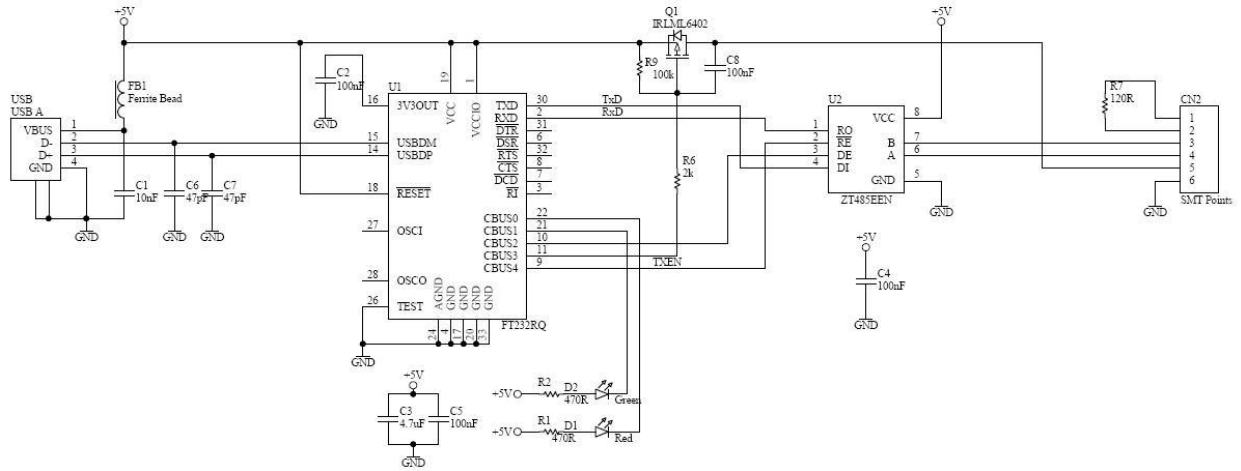 +5V
Q1
IRLML6402
+5V
FB1
Ferrite Bead
C2
100nF
GND
U1
19
1
VCC
VCCIO
R9
100k
C8
100nF
USB
USB A
VBUS
D-
D+
GND
1
2
3
4
GND
C1
10nF
C6
47pF
C7
47pF
GND
GND
16
15
14
18
27
28
26
3V3OUT
USBDM
USBDP
RESET
OSCI
OSCO
TEST
TXD
RXD
DTR
DSR
RTS
CTS
DCD
RI
CBUS0
CBUS1
CBUS2
CBUS3
CBUS4
30
2
31
6
32
8
7
3
22
21
10
11
9
AGND
GND
GND
GND
GND
24
4
17
20
33
FT232RQ
GND
TxD
RxD
R6
2k
TXEN
U2
1
2
3
4
RO
RE
DE
DI
VCC
B
A
GND
8
7
6
5
ZT485EEN
GND
R7
120R
CN2
1
2
3
4
5
6
SMT Points
GND
+5V
C4
100nF
GND
+5V
C3
4.7uF
C5
100nF
GND
+5V
R2
470R
D2
Green
+5V
R1
470R
D1
Red